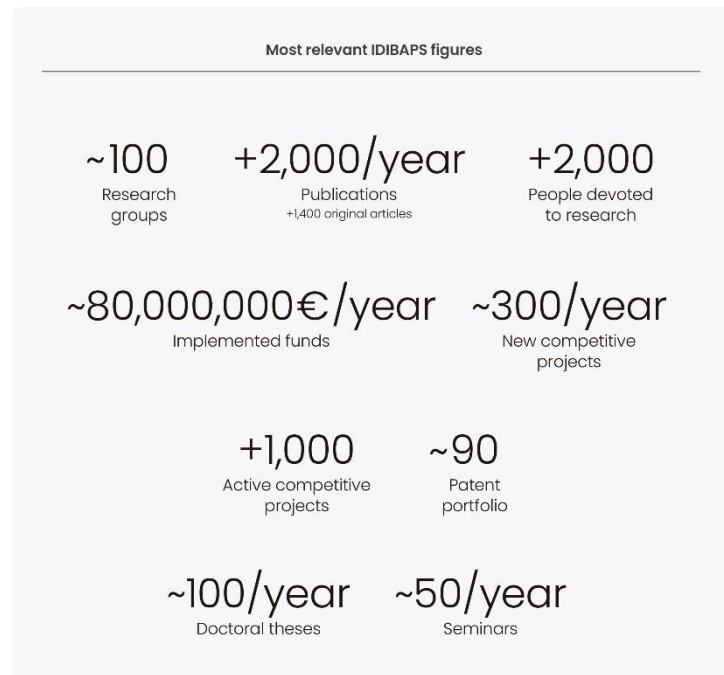 Most relevant IDIBAPS figures
~100
Research
groups
+2,000/year
Publications
+1,400 original articles
+2,000
People devoted
to research
~80,000,000€/year
Implemented funds
~300/year
New competitive
projects
+1,000
Active competitive
projects
~90
Patent
portfolio
~100/year
Doctoral theses
~50/year
Seminars